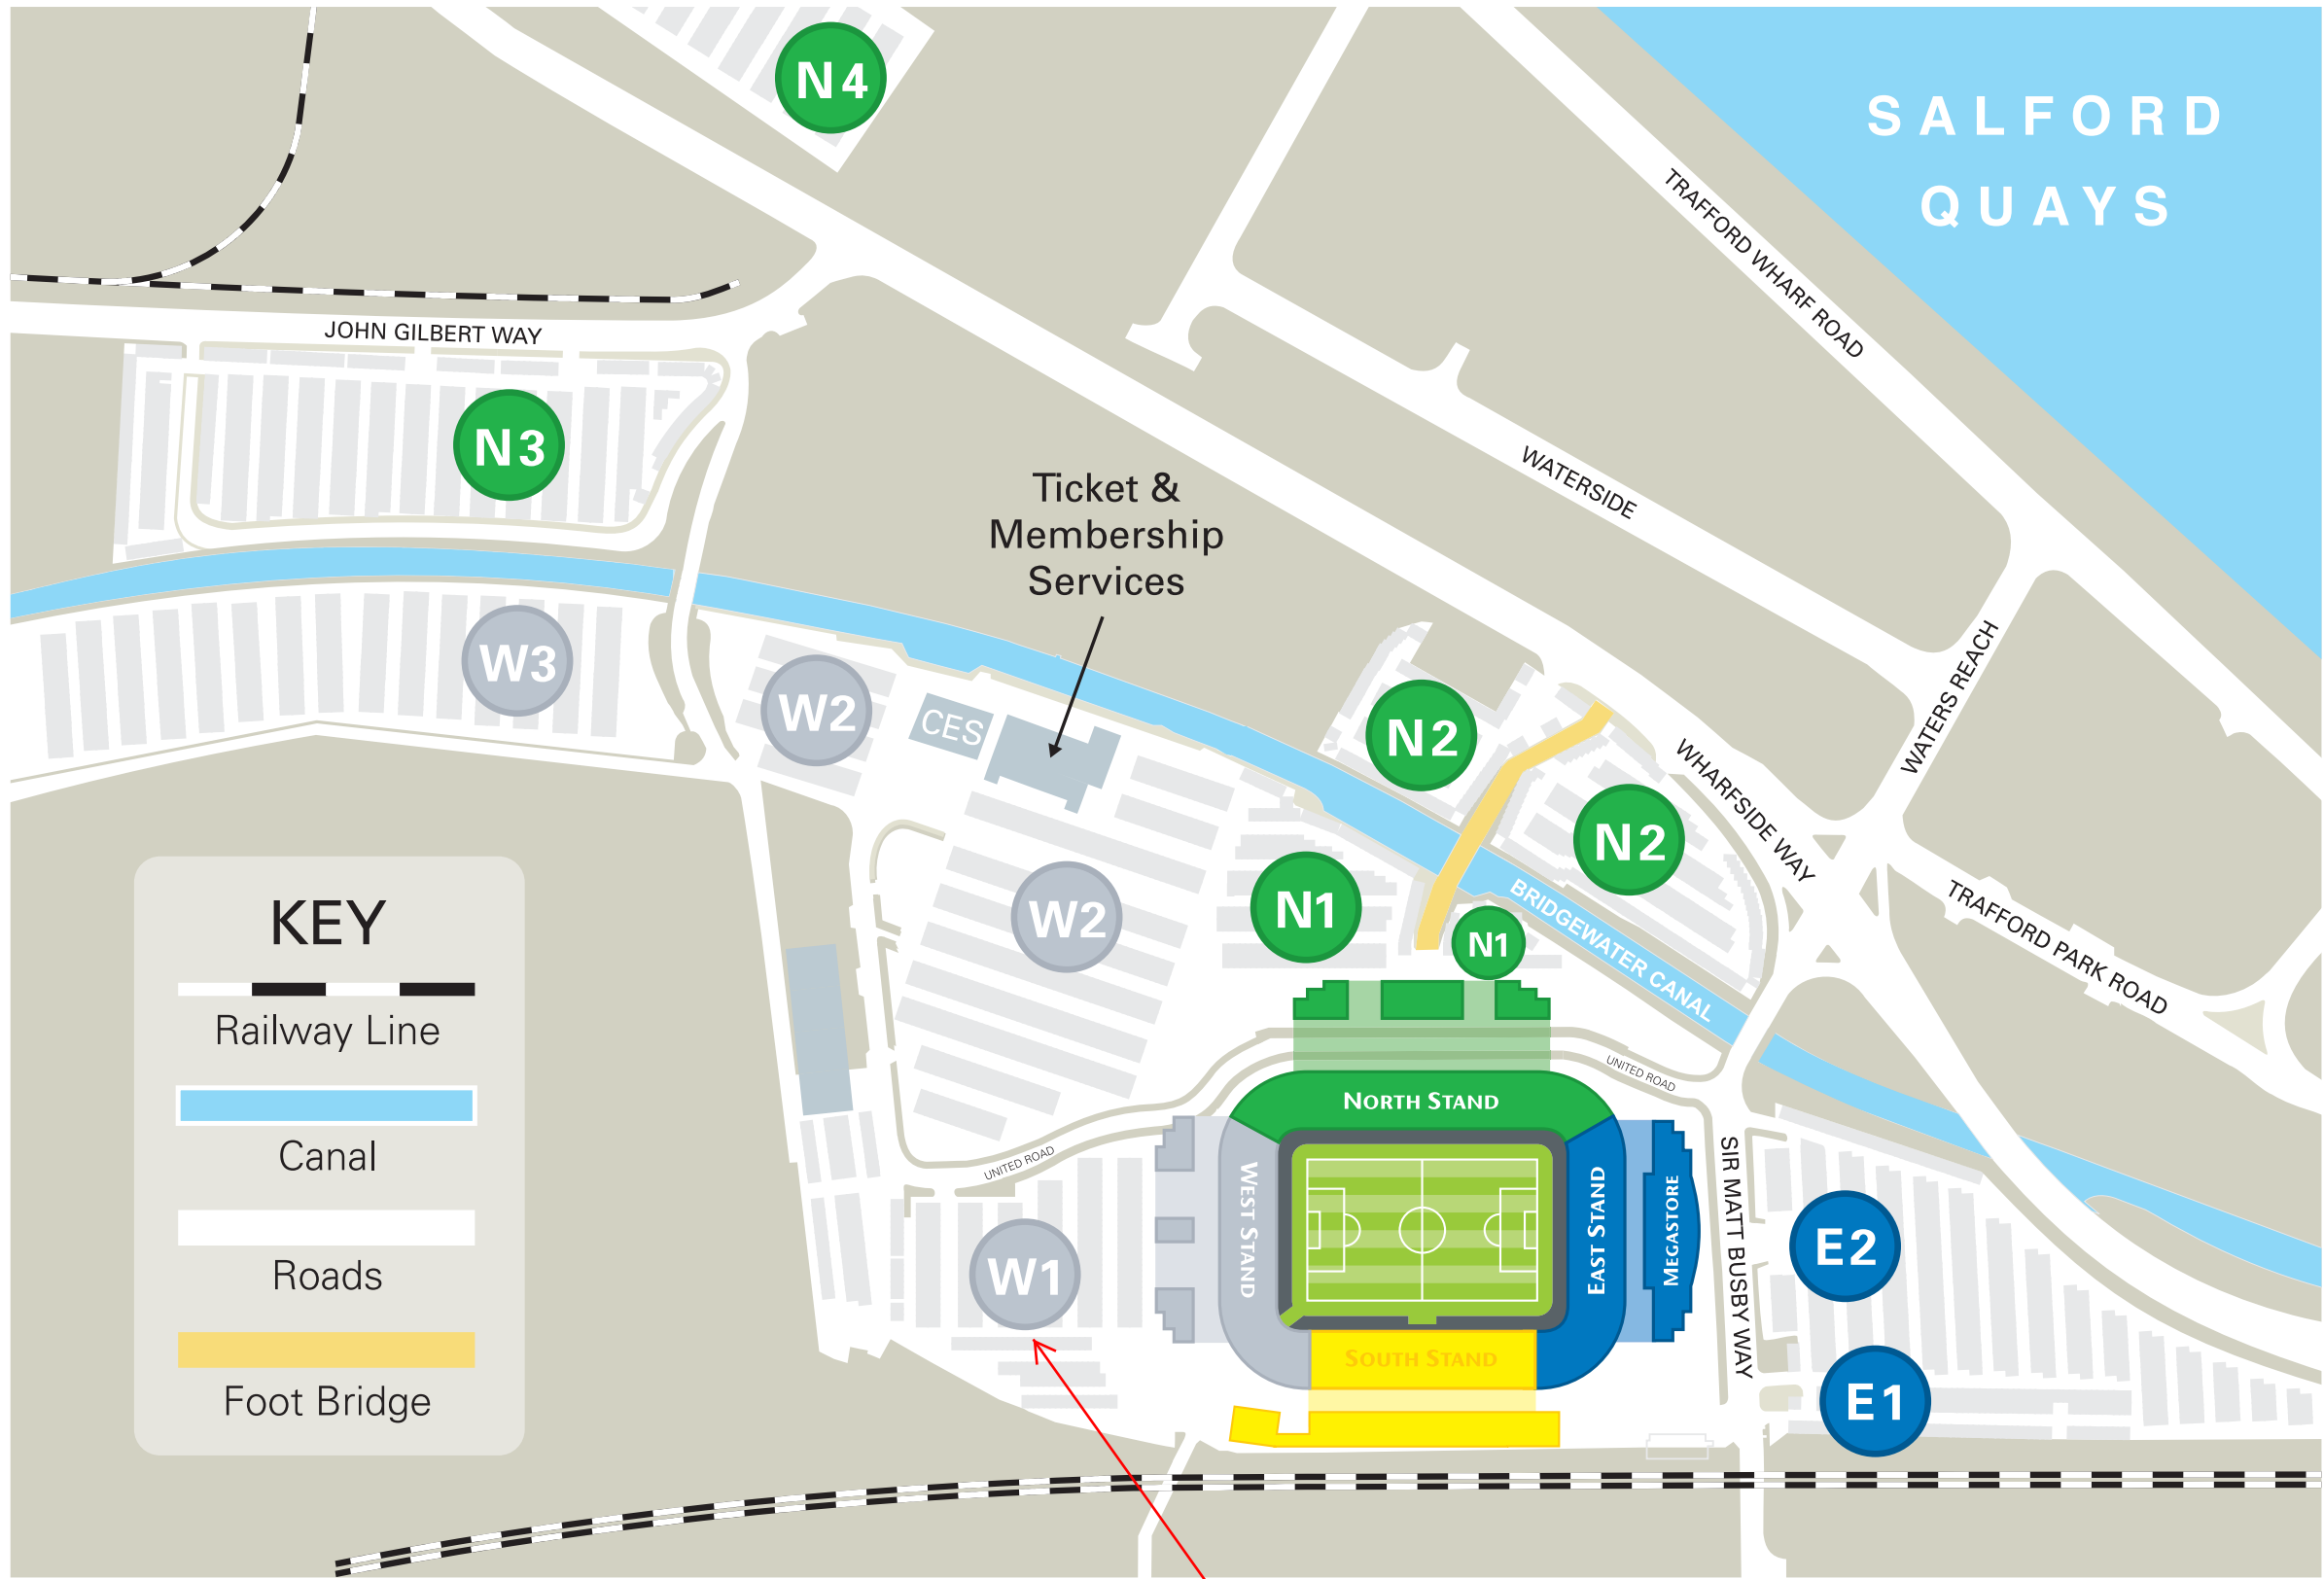 N4
SALFORD
QUAYS
TRAFFORD WHARF ROAD
JOHN GILBERT WAY
N3
Ticket &
Membership
Services
WATERSIDE
W3
W2
CES
N2
WATERS REACH
WHARFSIDE WAY
N2
W2
N1
N1
BRIDGEWATER CANAL
TRAFFORD PARK ROAD
KEY
Railway Line
Canal
Roads
Foot Bridge
UNITED ROAD
NORTH STAND
UNITED ROAD
WEST STAND
EAST STAND
MEGASTORE
SIR MATT BUSBY WAY
W1
E2
SOUTH STAND
E1